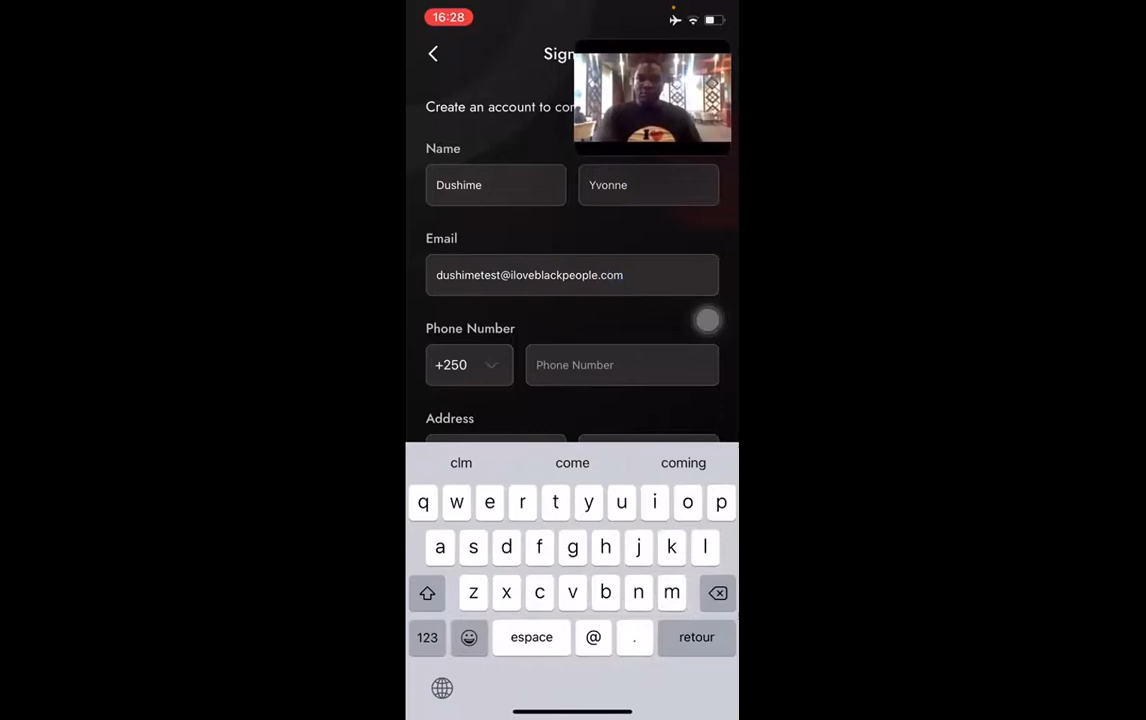 16:28
Sign
Create an account to con
Name
Dushime
Yvonne
Email
dushimetest@iloveblackpeople.com
Phone Number
+250
Phone Number
Address
clm come coming
q w e r t y u i o p
a s d f g h j k l
z x c v b n m
123 espace @ . retour
I